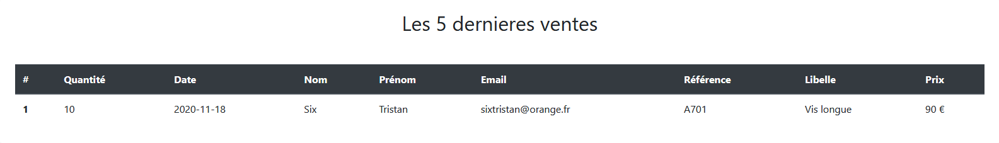 Les 5 dernieres ventes
# Quantité Date Nom Prénom Email Référence Libelle Prix
1 10 2020-11-18 Six Tristan sixtristan@orange.fr A701 Vis longue 90 €